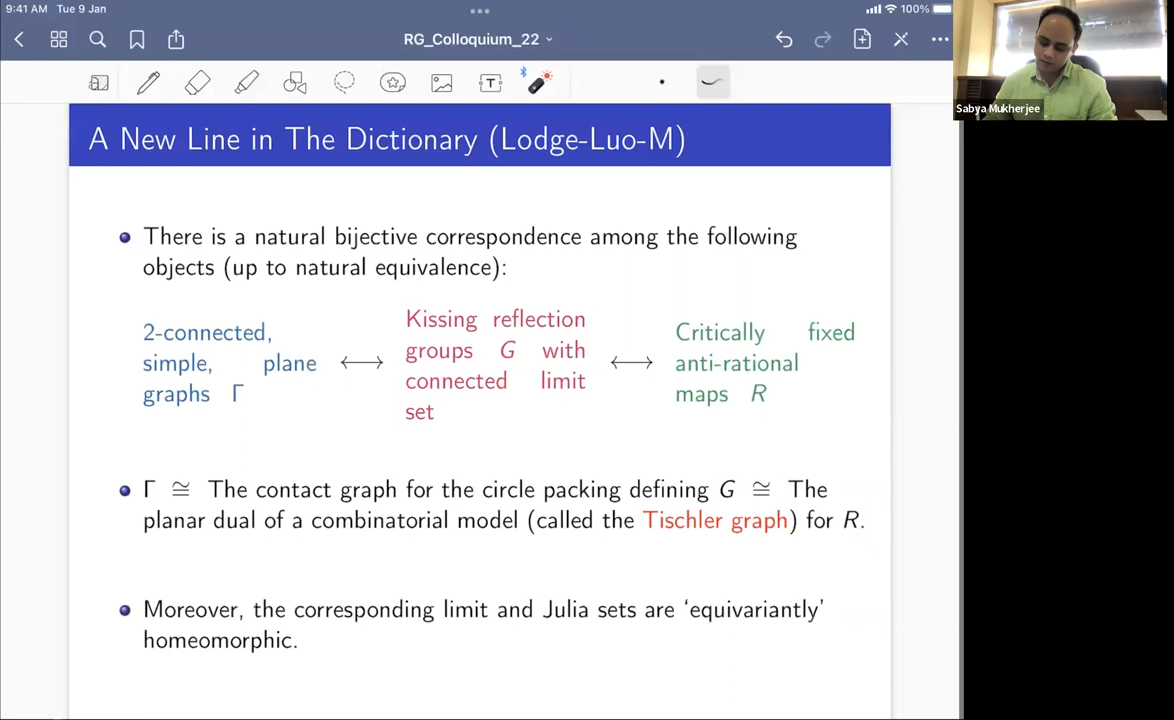 9:41 AM Tue 9 Jan
100%
RG_Colloquium_22
T
Sabya Mukherjee
A New Line in The Dictionary (Lodge-Luo-M)
There is a natural bijective correspondence among the following
objects (up to natural equivalence):
2-connected,
simple, plane
graphs Γ
⟷
Kissing reflection
groups G with
connected limit
set
⟷
Critically fixed
anti-rational
maps R
Γ ≅ The contact graph for the circle packing defining G ≅ The
planar dual of a combinatorial model (called the Tischler graph) for R.
Moreover, the corresponding limit and Julia sets are ‘equivariantly’
homeomorphic.